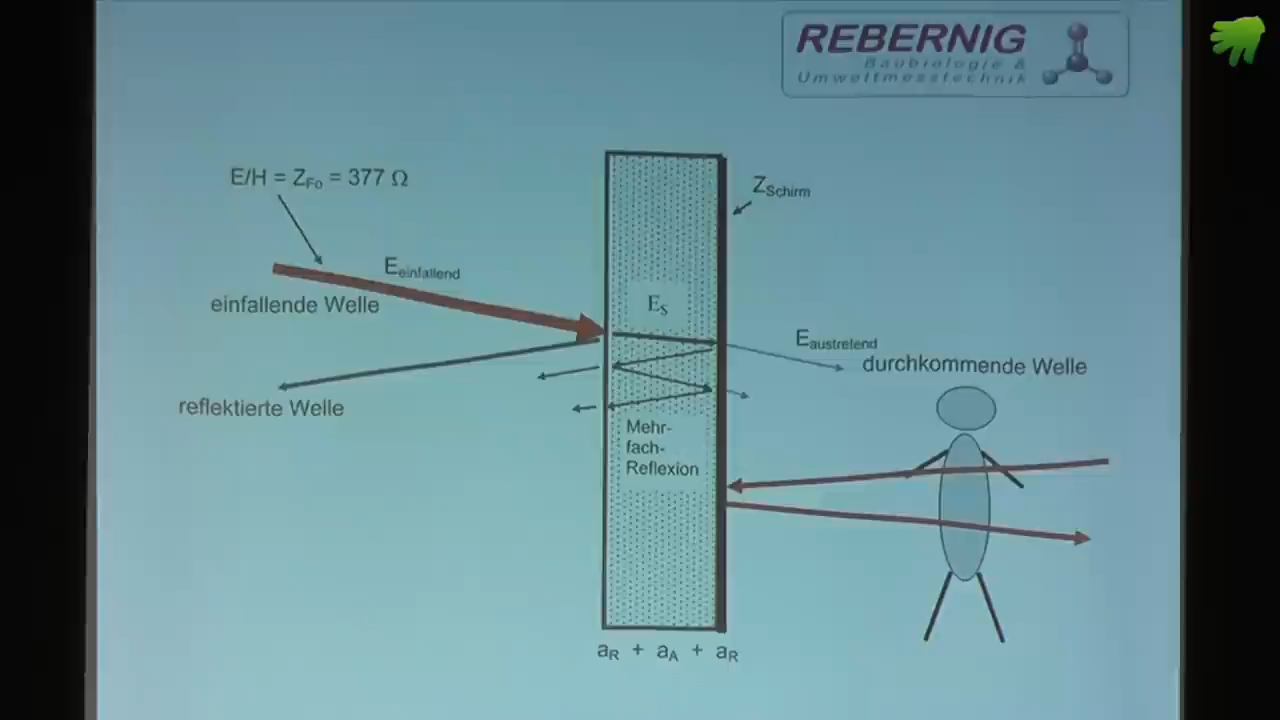 REBERNIG
Baubiologie &
Umweltmesstechnik
E/H = Z_Fo = 377 Ω
Z_Schirm
E_einfallend
einfallende Welle
E_S
E_austretend
durchkommende Welle
reflektierte Welle
Mehr-
fach-
Reflexion
a_R + a_A + a_R